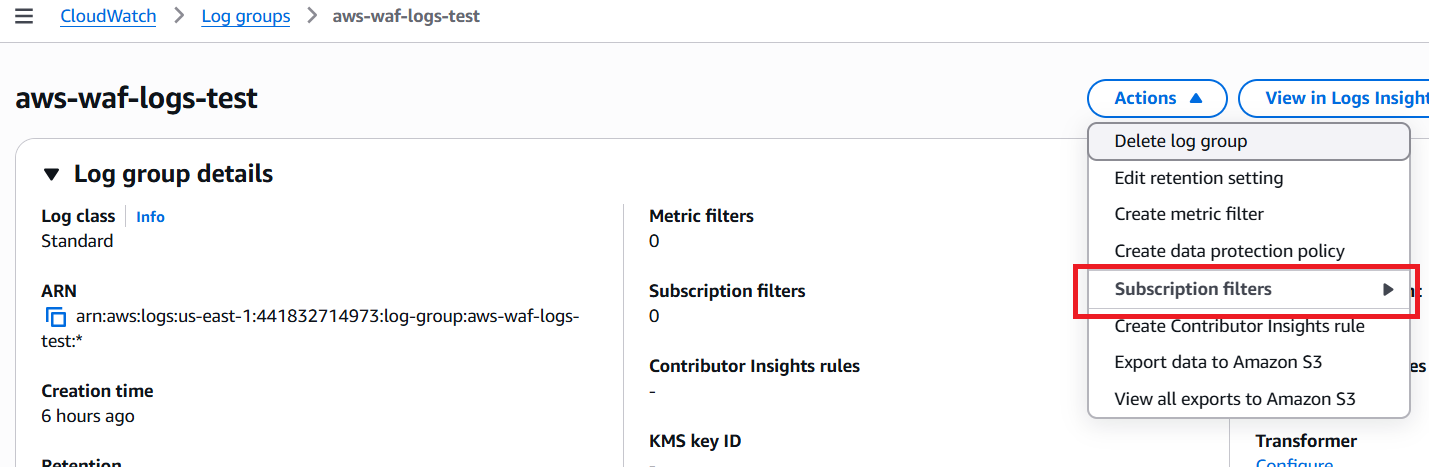 CloudWatch > Log groups > aws-waf-logs-test
aws-waf-logs-test
Actions
View in Logs Insight
Delete log group
Edit retention setting
Create metric filter
Create data protection policy
Subscription filters
Create Contributor Insights rule
Export data to Amazon S3
View all exports to Amazon S3
Log group details
Log class
Info
Standard
ARN
arn:aws:logs:us-east-1:441832714973:log-group:aws-waf-logs-
test:*
Creation time
6 hours ago
Retention
Metric filters
0
Subscription filters
0
Contributor Insights rules
-
KMS key ID
-
Transformer
Configure